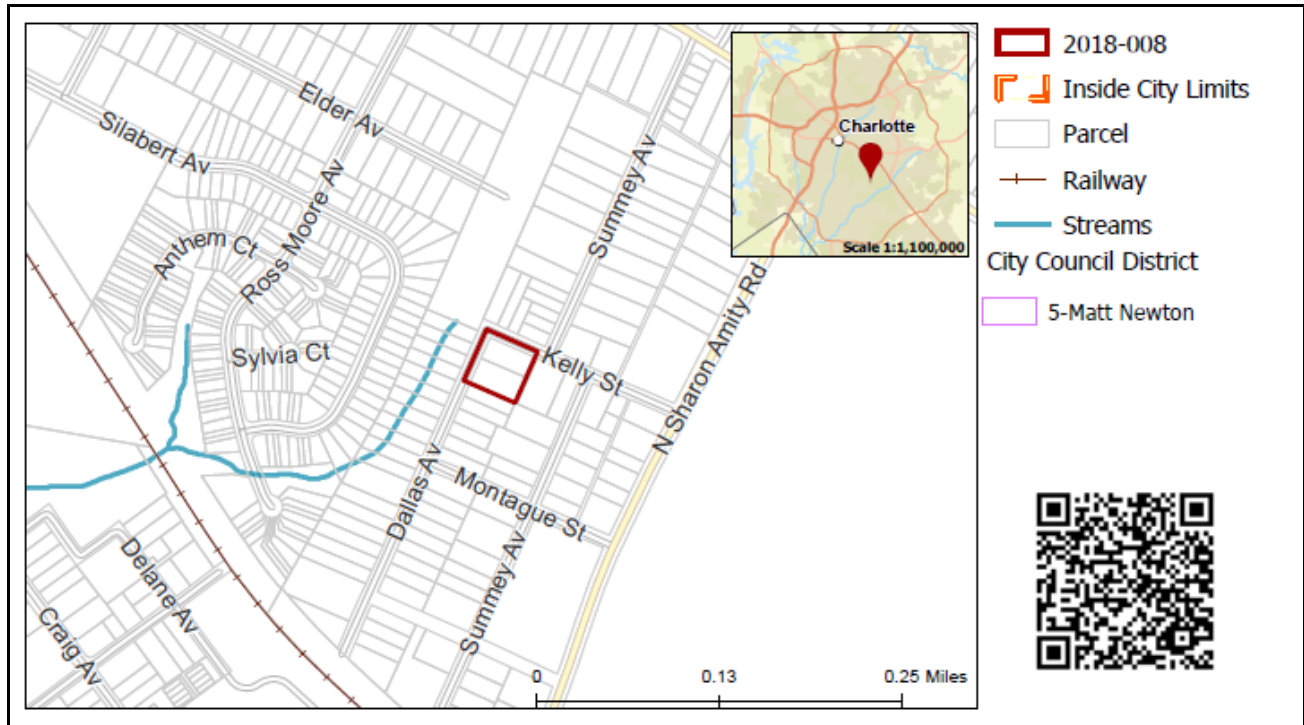 Elder Av
Silabert Av
Ross Moore Av
Summey Av
Anthem Ct
Sylvia Ct
Kelly St
N Sharon Amity Rd
Dallas Av
Montague St
Summey Av
Delane Av
Craig Av
0 0.13 0.25 Miles
Charlotte
Scale 1:1,100,000
2018-008
Inside City Limits
Parcel
Railway
Streams
City Council District
5-Matt Newton